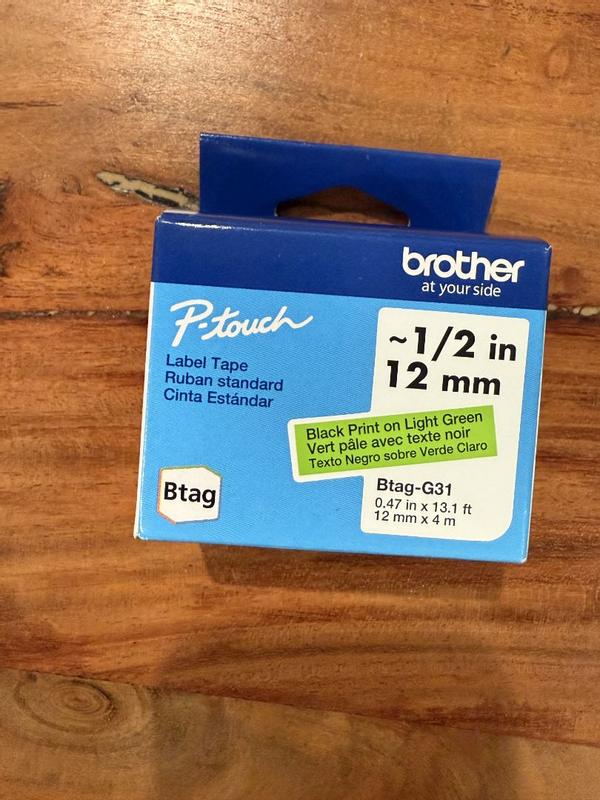 brother
at your side
P-touch
Label Tape
Ruban standard
Cinta Estándar
~1/2 in
12 mm
Black Print on Light Green
Vert pâle avec texte noir
Texto Negro sobre Verde Claro
Btag
Btag-G31
0.47 in x 13.1 ft
12 mm x 4 m